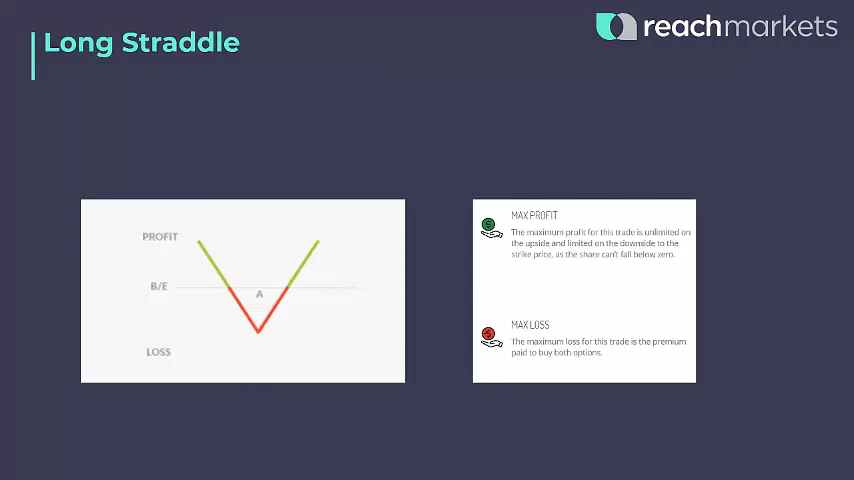 Long Straddle
reachmarkets
PROFIT
B/E
A
LOSS
MAX PROFIT
The maximum profit for this trade is unlimited on
the upside and limited on the downside to the
strike price, as the share can't fall below zero.
MAX LOSS
The maximum loss for this trade is the premium
paid to buy both options.